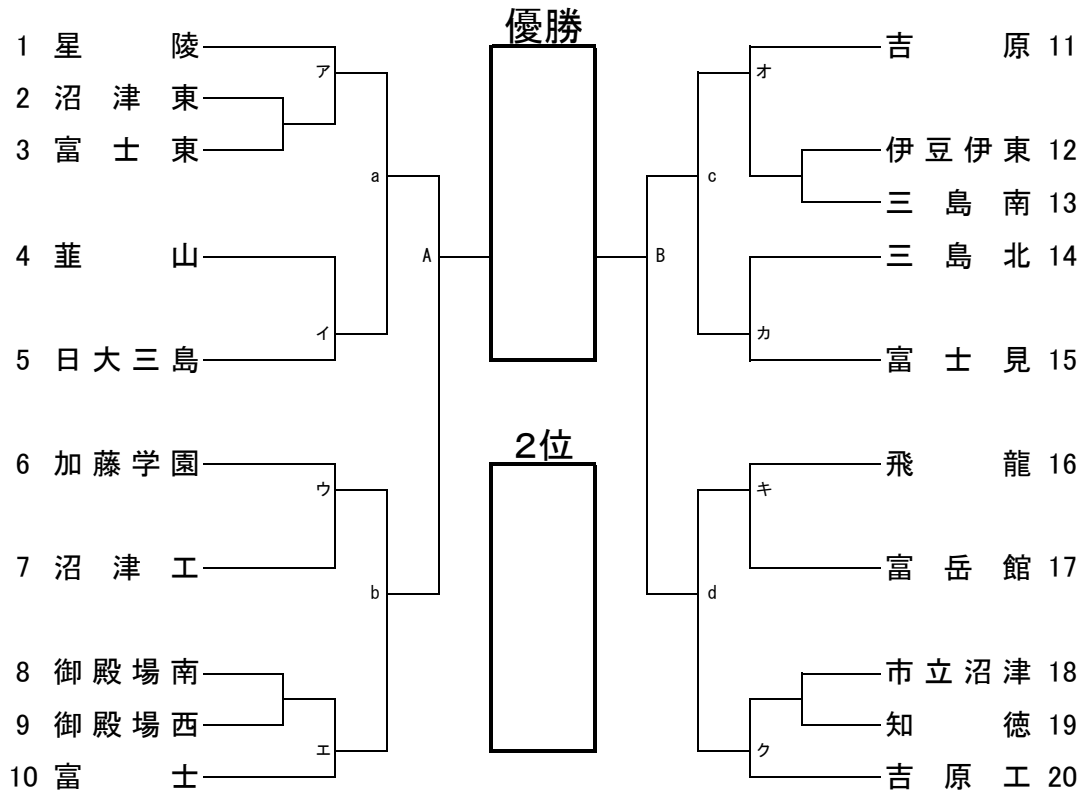 優勝
1 星陵
ア
2 沼津東
3 富士東
a
4 韮山
A
イ
5 日大三島
6 加藤学園
ウ
7 沼津工
b
8 御殿場南
9 御殿場西
エ
10 富士
2位
吉原 11
オ
伊豆伊東 12
c
三島南 13
三島北 14
B
カ
富士見 15
飛龍 16
キ
富岳館 17
d
市立沼津 18
知徳 19
ク
吉原工 20